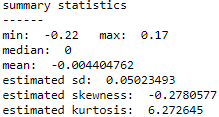 summary statistics
------
min:  -0.22   max:  0.17
median:  0
mean:  -0.004404762
estimated sd:  0.05023493
estimated skewness:  -0.2780577
estimated kurtosis:  6.272645